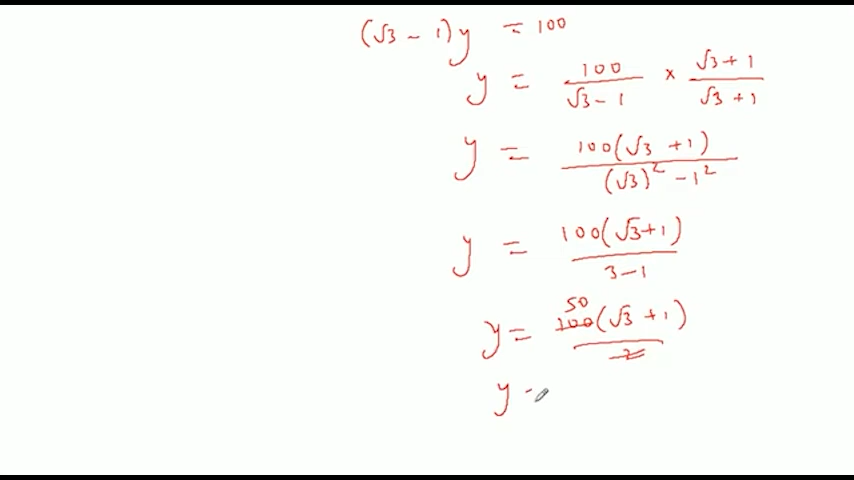 (√3 - 1)y = 100
y = 100 / (√3 - 1) × (√3 + 1) / (√3 + 1)
y = 100(√3 + 1) / ((√3)² - 1²)
y = 100(√3 + 1) / (3 - 1)
50
y = 100(√3 + 1) / 2
y -